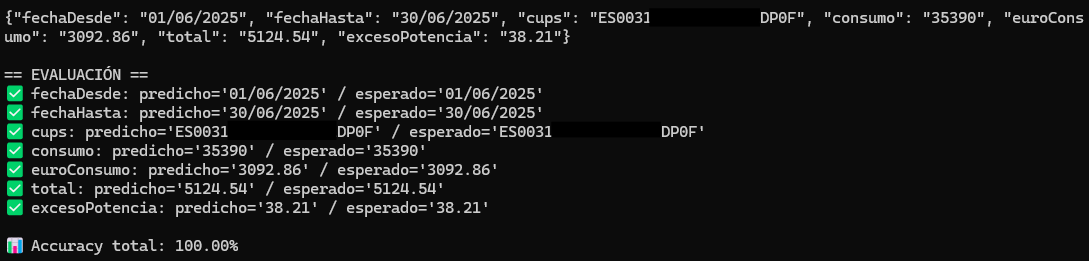 {"fechaDesde": "01/06/2025", "fechaHasta": "30/06/2025", "cups": "ES0031 DP0F", "consumo": "35390", "euroCons
umo": "3092.86", "total": "5124.54", "excesoPotencia": "38.21"}
== EVALUACIÓN ==
✅ fechaDesde: predicho='01/06/2025' / esperado='01/06/2025'
✅ fechaHasta: predicho='30/06/2025' / esperado='30/06/2025'
✅ cups: predicho='ES0031 DP0F' / esperado='ES0031 DP0F'
✅ consumo: predicho='35390' / esperado='35390'
✅ euroConsumo: predicho='3092.86' / esperado='3092.86'
✅ total: predicho='5124.54' / esperado='5124.54'
✅ excesoPotencia: predicho='38.21' / esperado='38.21'
📊 Accuracy total: 100.00%